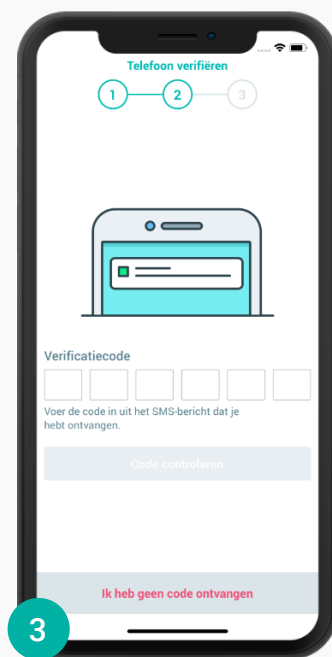 Telefoon verifiëren
1 2 3
Verificatiecode
Voer de code in uit het SMS-bericht dat je
hebt ontvangen.
Code controleren
Ik heb geen code ontvangen
3